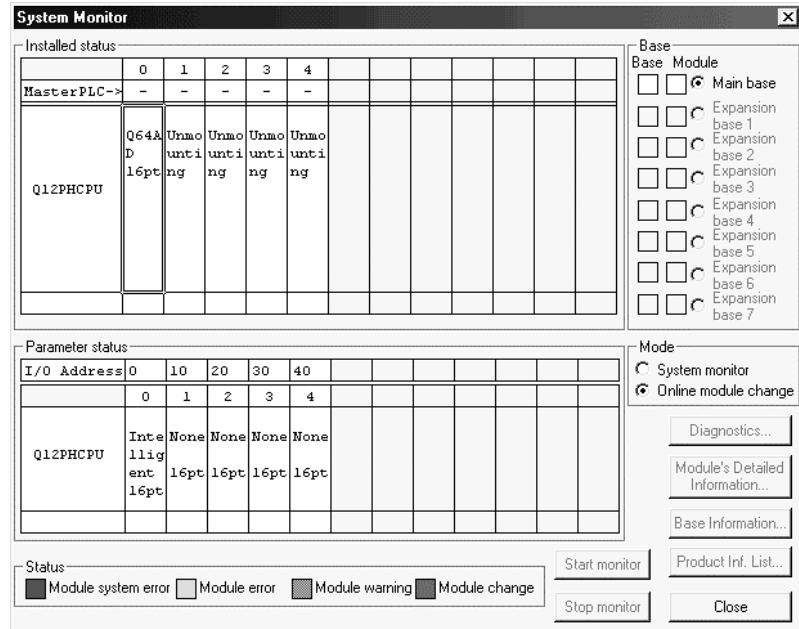 System Monitor
Installed status
0 1 2 3 4
MasterPLC-> - - - - -
Q12PHCPU
Q64A Unmo Unmo Unmo Unmo
D unti unti unti unti
16pt ng ng ng ng
Base
Base Module
Main base
Expansion
base 1
Expansion
base 2
Expansion
base 3
Expansion
base 4
Expansion
base 5
Expansion
base 6
Expansion
base 7
Parameter status
I/O Address 0 10 20 30 40
0 1 2 3 4
Q12PHCPU
Inte None None None None
llig
ent 16pt 16pt 16pt 16pt
16pt
Mode
System monitor
Online module change
Diagnostics...
Module's Detailed
Information...
Base Information...
Product Inf. List...
Close
Status
Module system error Module error Module warning Module change
Start monitor
Stop monitor